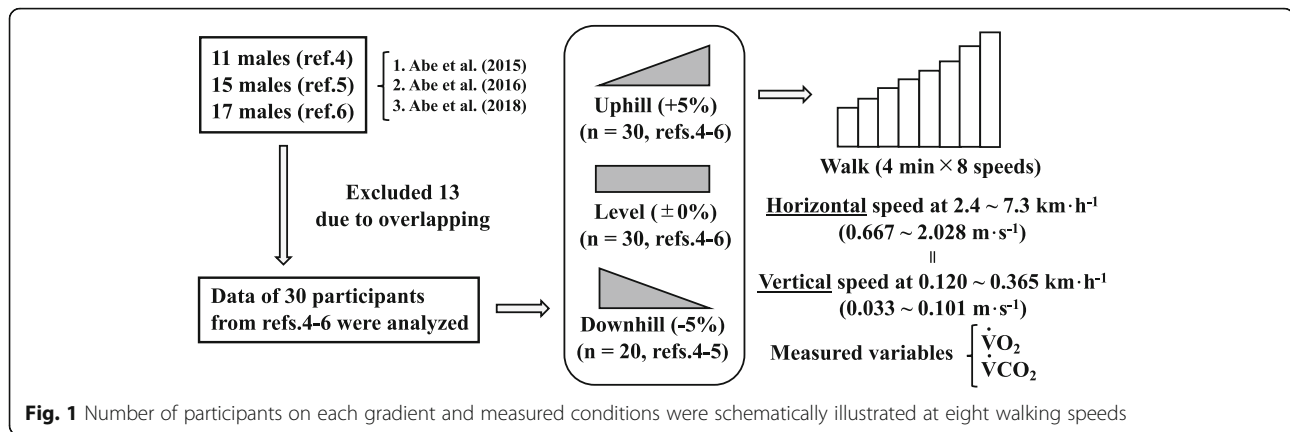 11 males (ref.4)
15 males (ref.5)
17 males (ref.6)
1. Abe et al. (2015)
2. Abe et al. (2016)
3. Abe et al. (2018)
Excluded 13
due to overlapping
Data of 30 participants
from refs.4-6 were analyzed
Uphill (+5%)
(n = 30, refs.4-6)
Level (±0%)
(n = 30, refs.4-6)
Downhill (-5%)
(n = 20, refs.4-5)
Walk (4 min × 8 speeds)
Horizontal speed at 2.4 ~ 7.3 km·h⁻¹
(0.667 ~ 2.028 m·s⁻¹)
=
Vertical speed at 0.120 ~ 0.365 km·h⁻¹
(0.033 ~ 0.101 m·s⁻¹)
Measured variables
V̇O₂
V̇CO₂
Fig. 1 Number of participants on each gradient and measured conditions were schematically illustrated at eight walking speeds